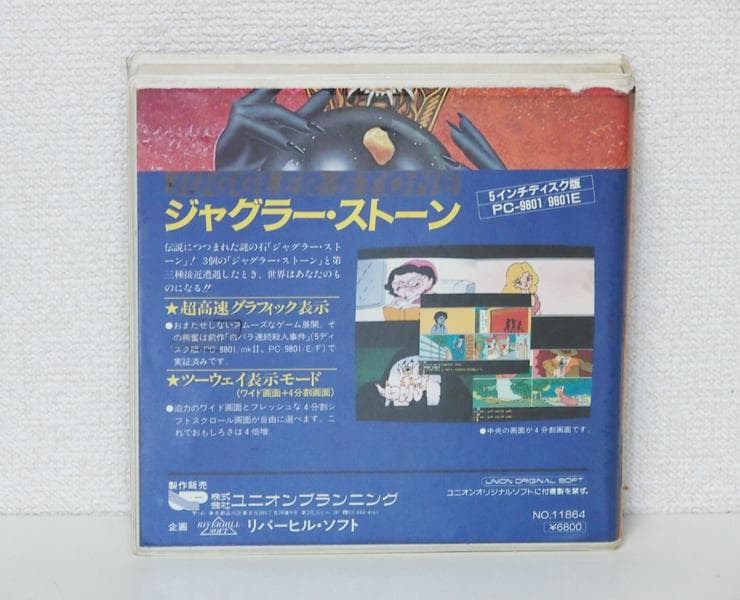 JUGGLER STONE
ジャグラー・ストーン
5インチディスク版
PC-9801/9801E
伝説につつまれた謎の石「ジャグラー・スト
ーン」! 3個の「ジャグラー・ストーン」と第
三種接近遭遇したとき、世界はあなたのも
のになる!!
★超高速グラフィック表示
●おまたせしないスムーズなゲーム展開。そ
の興奮は前作「白バラ連続殺人事件」(5ディ
スク版・PC-8801/mkⅡ、PC-9801/E/F)で
実証済みです。
★ツーウェイ表示モード
(ワイド画面+4分割画面)
●迫力のワイド画面とフレッシュな4分割シ
フトスクロール画面が自由に選べます。こ
れでおもしろさは4倍増。
●中央の画面が4分割画面です。
製作販売
株式会社ユニオンプランニング
企画
RIVERHILL SOFT
リバーヒル・ソフト
UNION ORIGINAL SOFT
ユニオンオリジナルソフトに付複製を禁ず。
NO.11864
¥6800